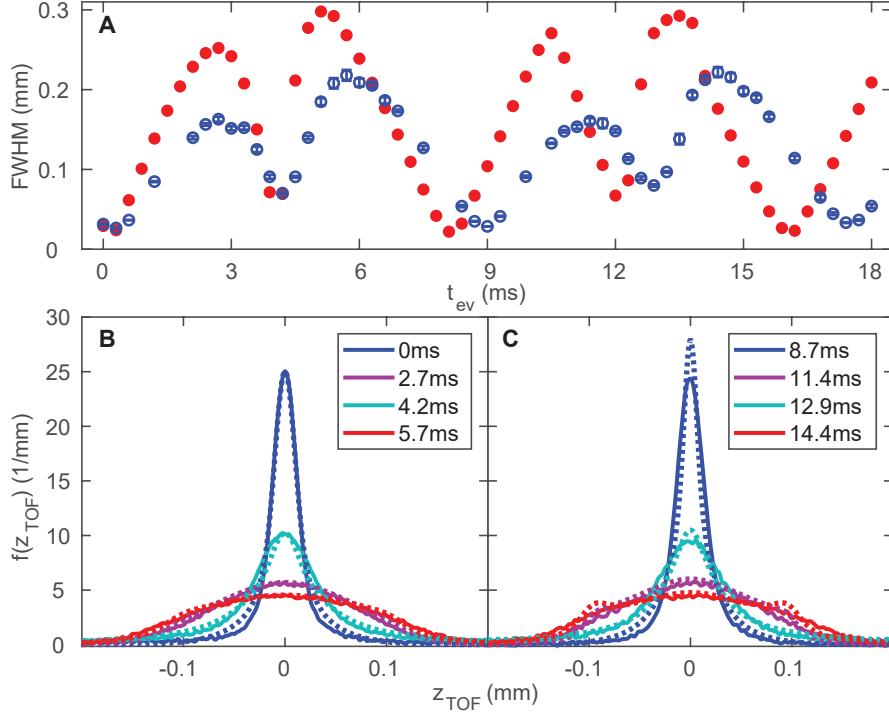 A
0.3
0.2
0.1
0
FWHM (mm)
0 3 6 9 12 15 18
t_ev (ms)
B
30
25
20
15
10
5
0
f(z_TOF) (1/mm)
0ms
2.7ms
4.2ms
5.7ms
-0.1 0 0.1
C
8.7ms
11.4ms
12.9ms
14.4ms
-0.1 0 0.1
z_TOF (mm)